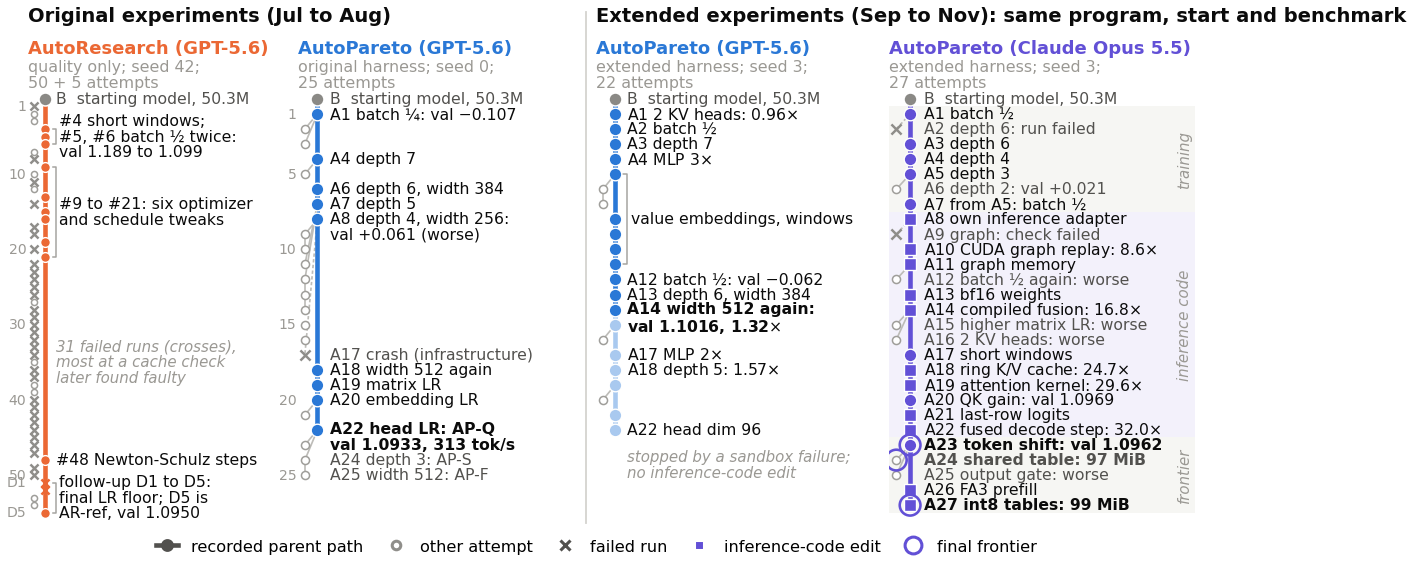 Original experiments (Jul to Aug)
AutoResearch (GPT-5.6)
quality only; seed 42;
50 + 5 attempts
B starting model, 50.3M
1
#4 short windows;
#5, #6 batch ½ twice:
val 1.189 to 1.099
10
#9 to #21: six optimizer
and schedule tweaks
20
30
31 failed runs (crosses),
most at a cache check
later found faulty
40
#48 Newton-Schulz steps
50
D1
follow-up D1 to D5:
final LR floor; D5 is
D5
AR-ref, val 1.0950
AutoPareto (GPT-5.6)
original harness; seed 0;
25 attempts
B starting model, 50.3M
1
A1 batch ¼: val −0.107
A4 depth 7
5
A6 depth 6, width 384
A7 depth 5
A8 depth 4, width 256:
val +0.061 (worse)
10
15
A17 crash (infrastructure)
A18 width 512 again
A19 matrix LR
20
A20 embedding LR
A22 head LR: AP-Q
val 1.0933, 313 tok/s
A24 depth 3: AP-S
25
A25 width 512: AP-F
Extended experiments (Sep to Nov): same program, start and benchmark
AutoPareto (GPT-5.6)
extended harness; seed 3;
22 attempts
B starting model, 50.3M
A1 2 KV heads: 0.96×
A2 batch ½
A3 depth 7
A4 MLP 3×
value embeddings, windows
A12 batch ½: val −0.062
A13 depth 6, width 384
A14 width 512 again:
val 1.1016, 1.32×
A17 MLP 2×
A18 depth 5: 1.57×
A22 head dim 96
stopped by a sandbox failure;
no inference-code edit
AutoPareto (Claude Opus 5.5)
extended harness; seed 3;
27 attempts
B starting model, 50.3M
A1 batch ½
A2 depth 6: run failed
A3 depth 6
A4 depth 4
A5 depth 3
A6 depth 2: val +0.021
A7 from A5: batch ½
training
A8 own inference adapter
A9 graph: check failed
A10 CUDA graph replay: 8.6×
A11 graph memory
A12 batch ½ again: worse
A13 bf16 weights
A14 compiled fusion: 16.8×
A15 higher matrix LR: worse
A16 2 KV heads: worse
A17 short windows
A18 ring K/V cache: 24.7×
A19 attention kernel: 29.6×
A20 QK gain: val 1.0969
A21 last-row logits
A22 fused decode step: 32.0×
inference code
A23 token shift: val 1.0962
A24 shared table: 97 MiB
A25 output gate: worse
A26 FA3 prefill
A27 int8 tables: 99 MiB
frontier
recorded parent path
other attempt
failed run
inference-code edit
final frontier